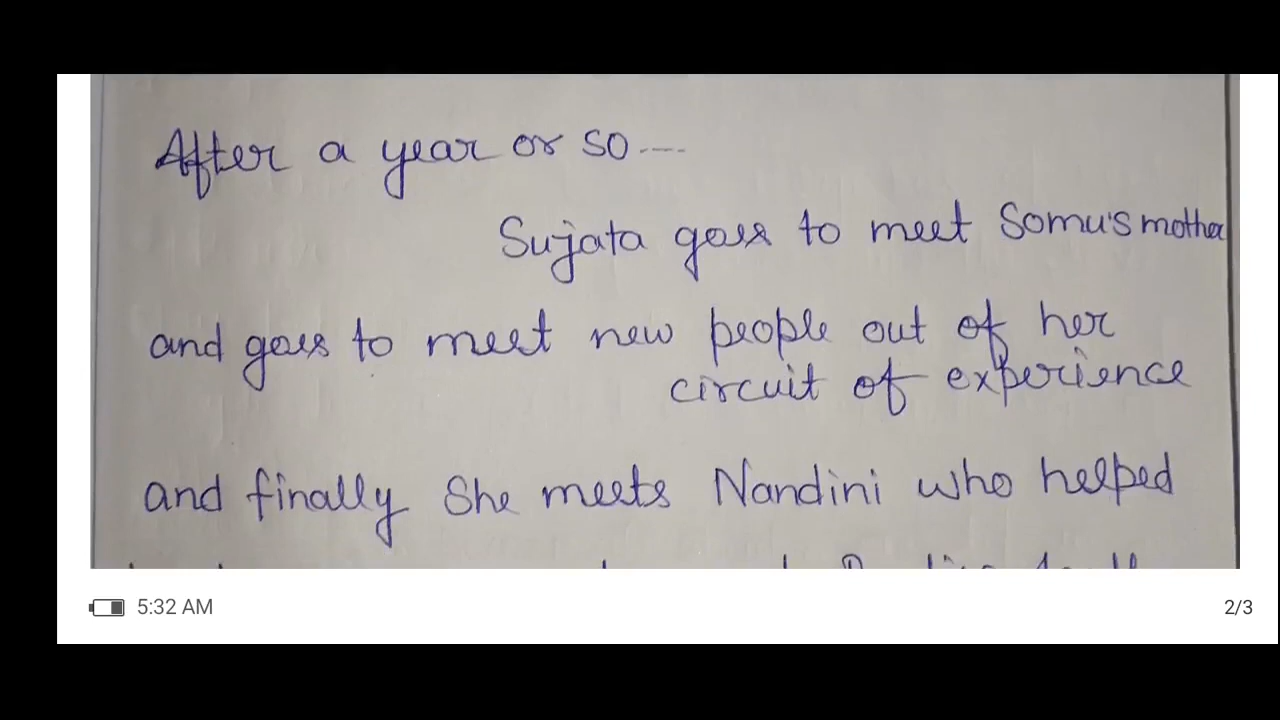 After a year or so ----
Sujata goes to meet Somu's mother
and goes to meet new people out of her
circuit of experience
and finally She meets Nandini who helped
5:32 AM
2/3